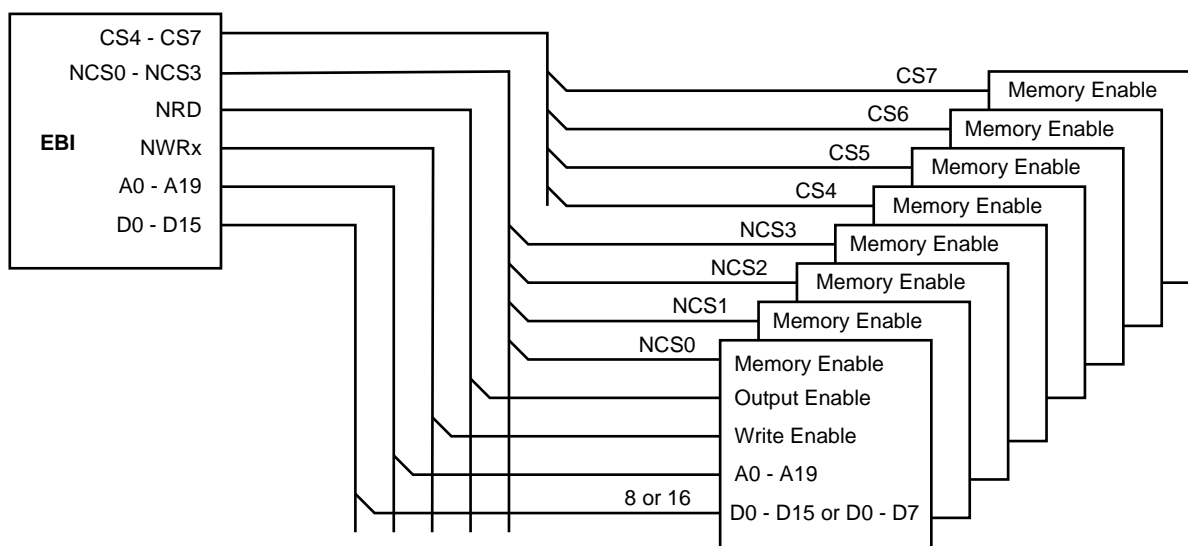 CS4 - CS7
NCS0 - NCS3
NRD
EBI
NWRx
A0 - A19
D0 - D15
CS7
Memory Enable
CS6
Memory Enable
CS5
Memory Enable
CS4
Memory Enable
NCS3
Memory Enable
NCS2
Memory Enable
NCS1
Memory Enable
NCS0
Memory Enable
Output Enable
Write Enable
A0 - A19
8 or 16
D0 - D15 or D0 - D7